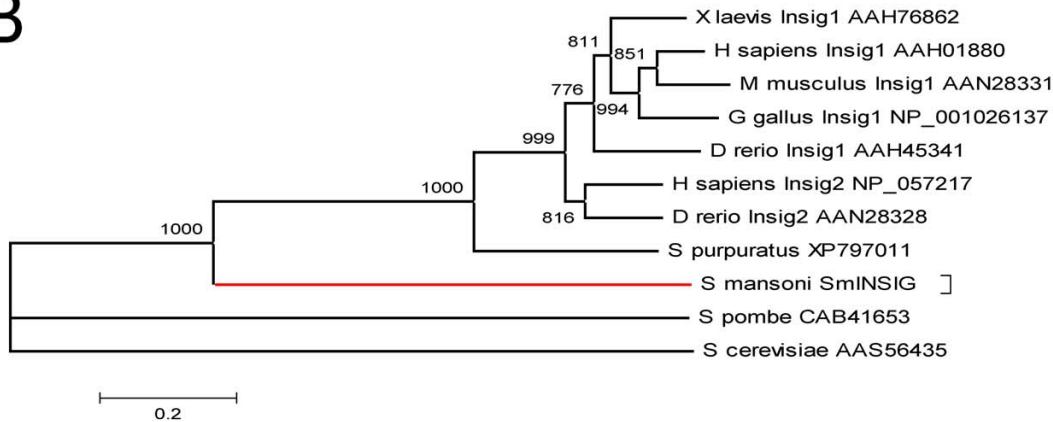 B
X laevis Insig1 AAH76862
811
851
H sapiens Insig1 AAH01880
M musculus Insig1 AAN28331
776
994
G gallus Insig1 NP_001026137
999
D rerio Insig1 AAH45341
1000
H sapiens Insig2 NP_057217
816
D rerio Insig2 AAN28328
1000
S purpuratus XP797011
S mansoni SmINSIG
S pombe CAB41653
S cerevisiae AAS56435
0.2